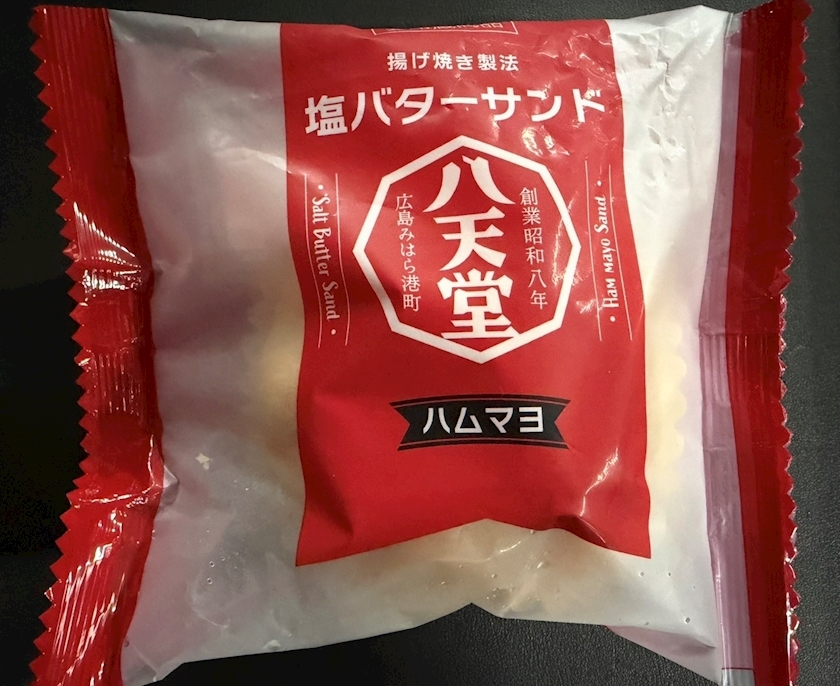 揚げ焼き製法
塩バターサンド
八天堂
創業昭和八年
広島みはら港町
Salt Butter Sand
Ham mayo Sand
ハムマヨ